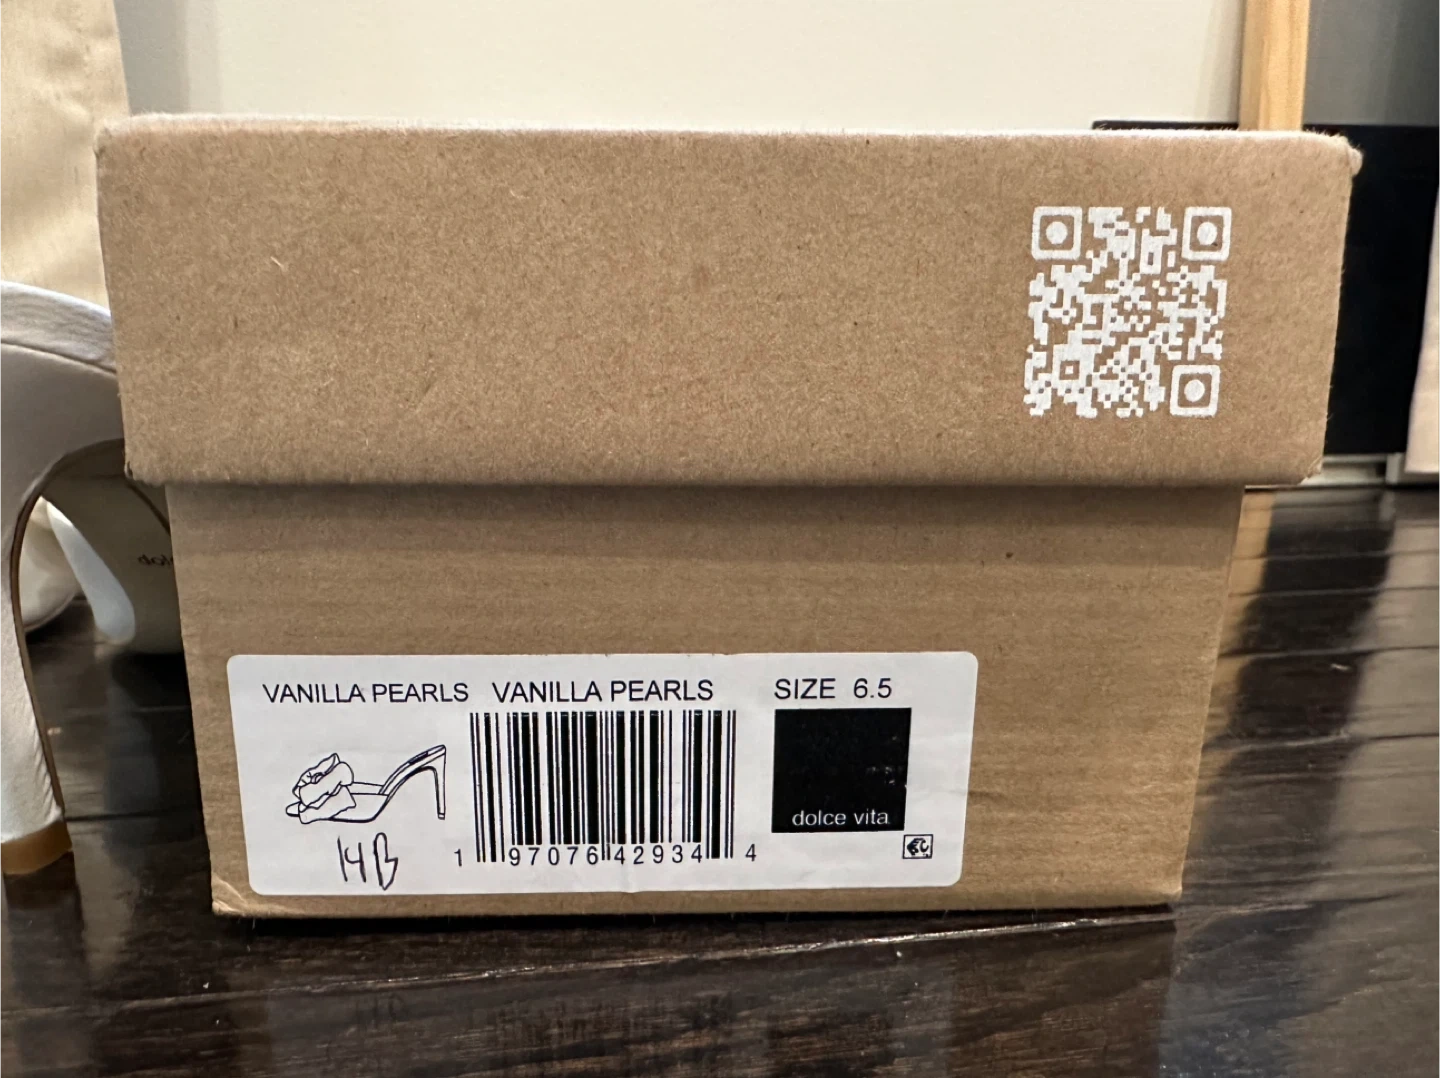 VANILLA PEARLS VANILLA PEARLS SIZE 6.5
dolce vita
14B
1 97076 42934 4